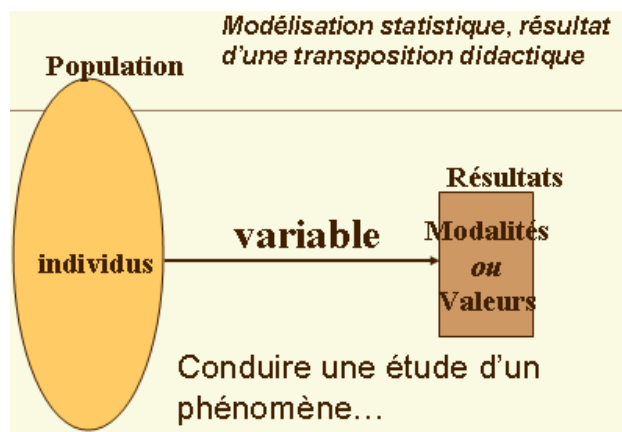 Modélisation statistique, résultat
d'une transposition didactique
Population
Résultats
variable
Modalités
individus
ou
Valeurs
Conduire une étude d'un
phénomène…